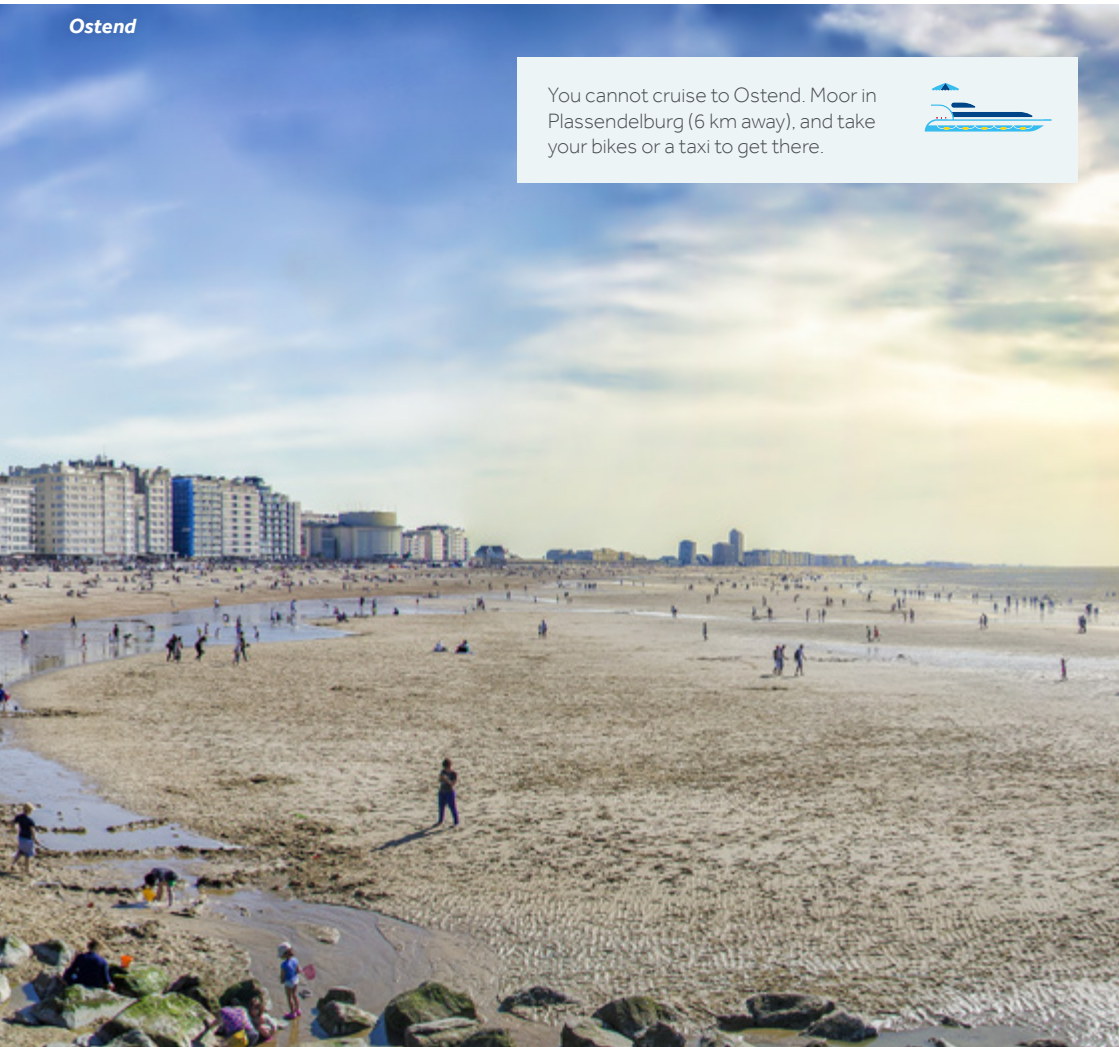 Ostend
You cannot cruise to Ostend. Moor in
Plassendelburg (6 km away), and take
your bikes or a taxi to get there.